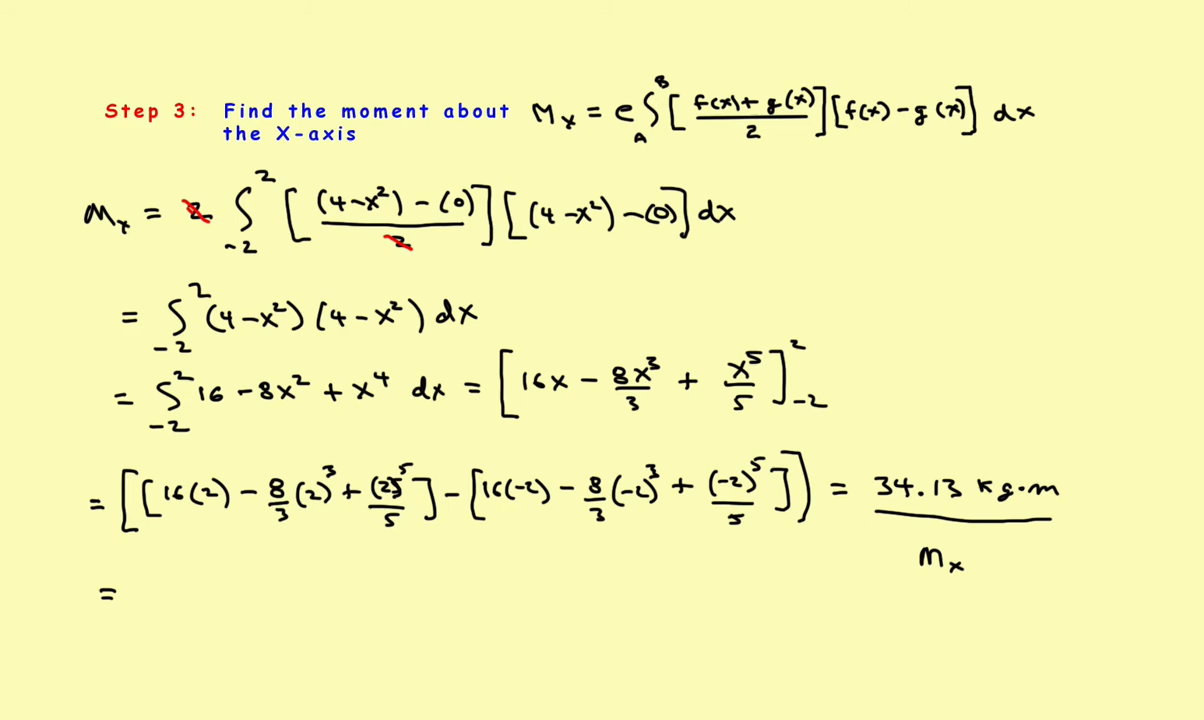 Step 3: Find the moment about the X-axis Mₓ = ρ ∫_A^B [(f(x)+g(x))/2][f(x)-g(x)] dx
Mₓ = 2 ∫_-2^2 [((4-x²)-(0))/2][(4-x²)-(0)] dx
= ∫_-2^2 (4-x²)(4-x²) dx
= ∫_-2^2 16-8x²+x⁴ dx = [16x - 8x³/3 + x⁵/5]_-2^2
= [[16(2) - 8/3(2)³ + (2)⁵/5] - [16(-2) - 8/3(-2)³ + (-2)⁵/5]] = 34.13 kg·m
Mₓ
=